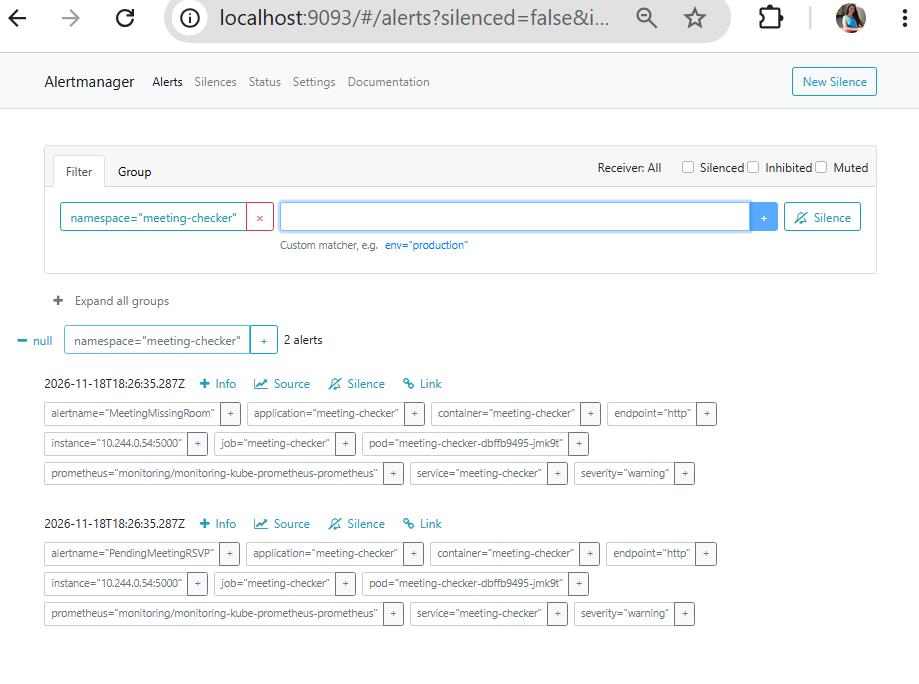 localhost:9093/#/alerts?silenced=false&i...
Alertmanager Alerts Silences Status Settings Documentation New Silence
Filter Group Receiver: All Silenced Inhibited Muted
namespace="meeting-checker" × + Silence
Custom matcher, e.g. env="production"
+ Expand all groups
− null namespace="meeting-checker" + 2 alerts
2026-11-18T18:26:35.287Z + Info Source Silence Link
alertname="MeetingMissingRoom" + application="meeting-checker" + container="meeting-checker" + endpoint="http" +
instance="10.244.0.54:5000" + job="meeting-checker" + pod="meeting-checker-dbffb9495-jmk9t" +
prometheus="monitoring/monitoring-kube-prometheus-prometheus" + service="meeting-checker" + severity="warning" +
2026-11-18T18:26:35.287Z + Info Source Silence Link
alertname="PendingMeetingRSVP" + application="meeting-checker" + container="meeting-checker" + endpoint="http" +
instance="10.244.0.54:5000" + job="meeting-checker" + pod="meeting-checker-dbffb9495-jmk9t" +
prometheus="monitoring/monitoring-kube-prometheus-prometheus" + service="meeting-checker" + severity="warning" +